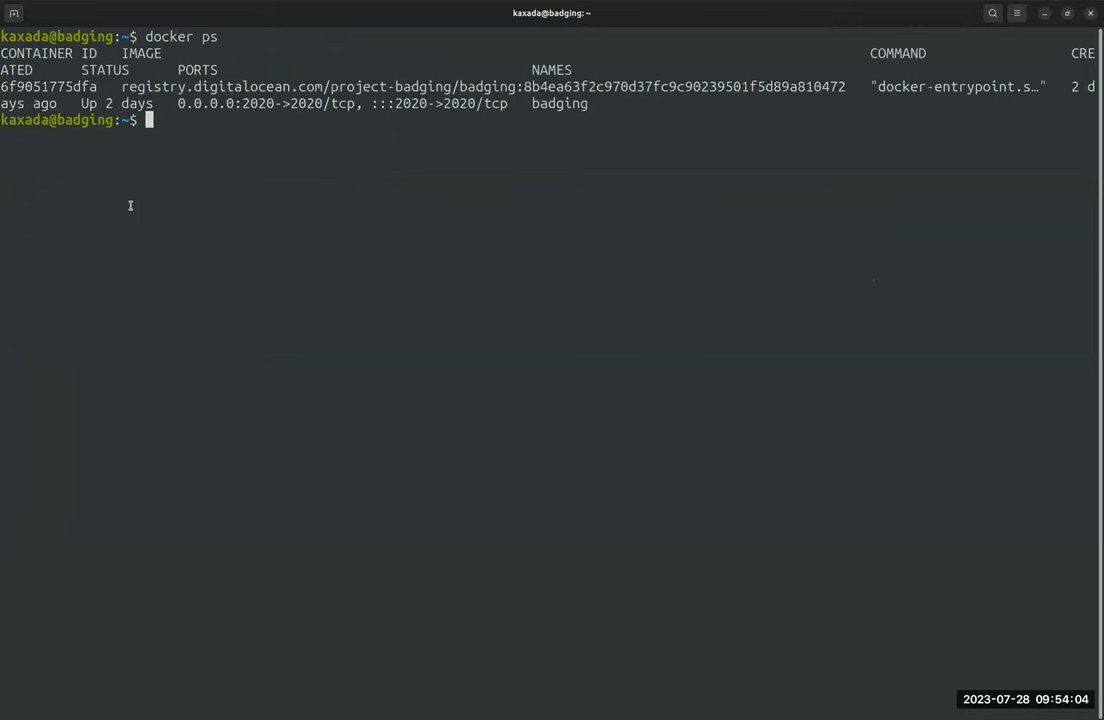 kaxada@badging: ~
kaxada@badging:~$ docker ps
CONTAINER ID   IMAGE                                                                                      COMMAND                  CRE
ATED      STATUS      PORTS                                       NAMES
6f9051775dfa   registry.digitalocean.com/project-badging/badging:8b4ea63f2c970d37fc9c90239501f5d89a810472   "docker-entrypoint.s…"   2 d
ays ago   Up 2 days   0.0.0.0:2020->2020/tcp, :::2020->2020/tcp   badging
kaxada@badging:~$
2023-07-28 09:54:04